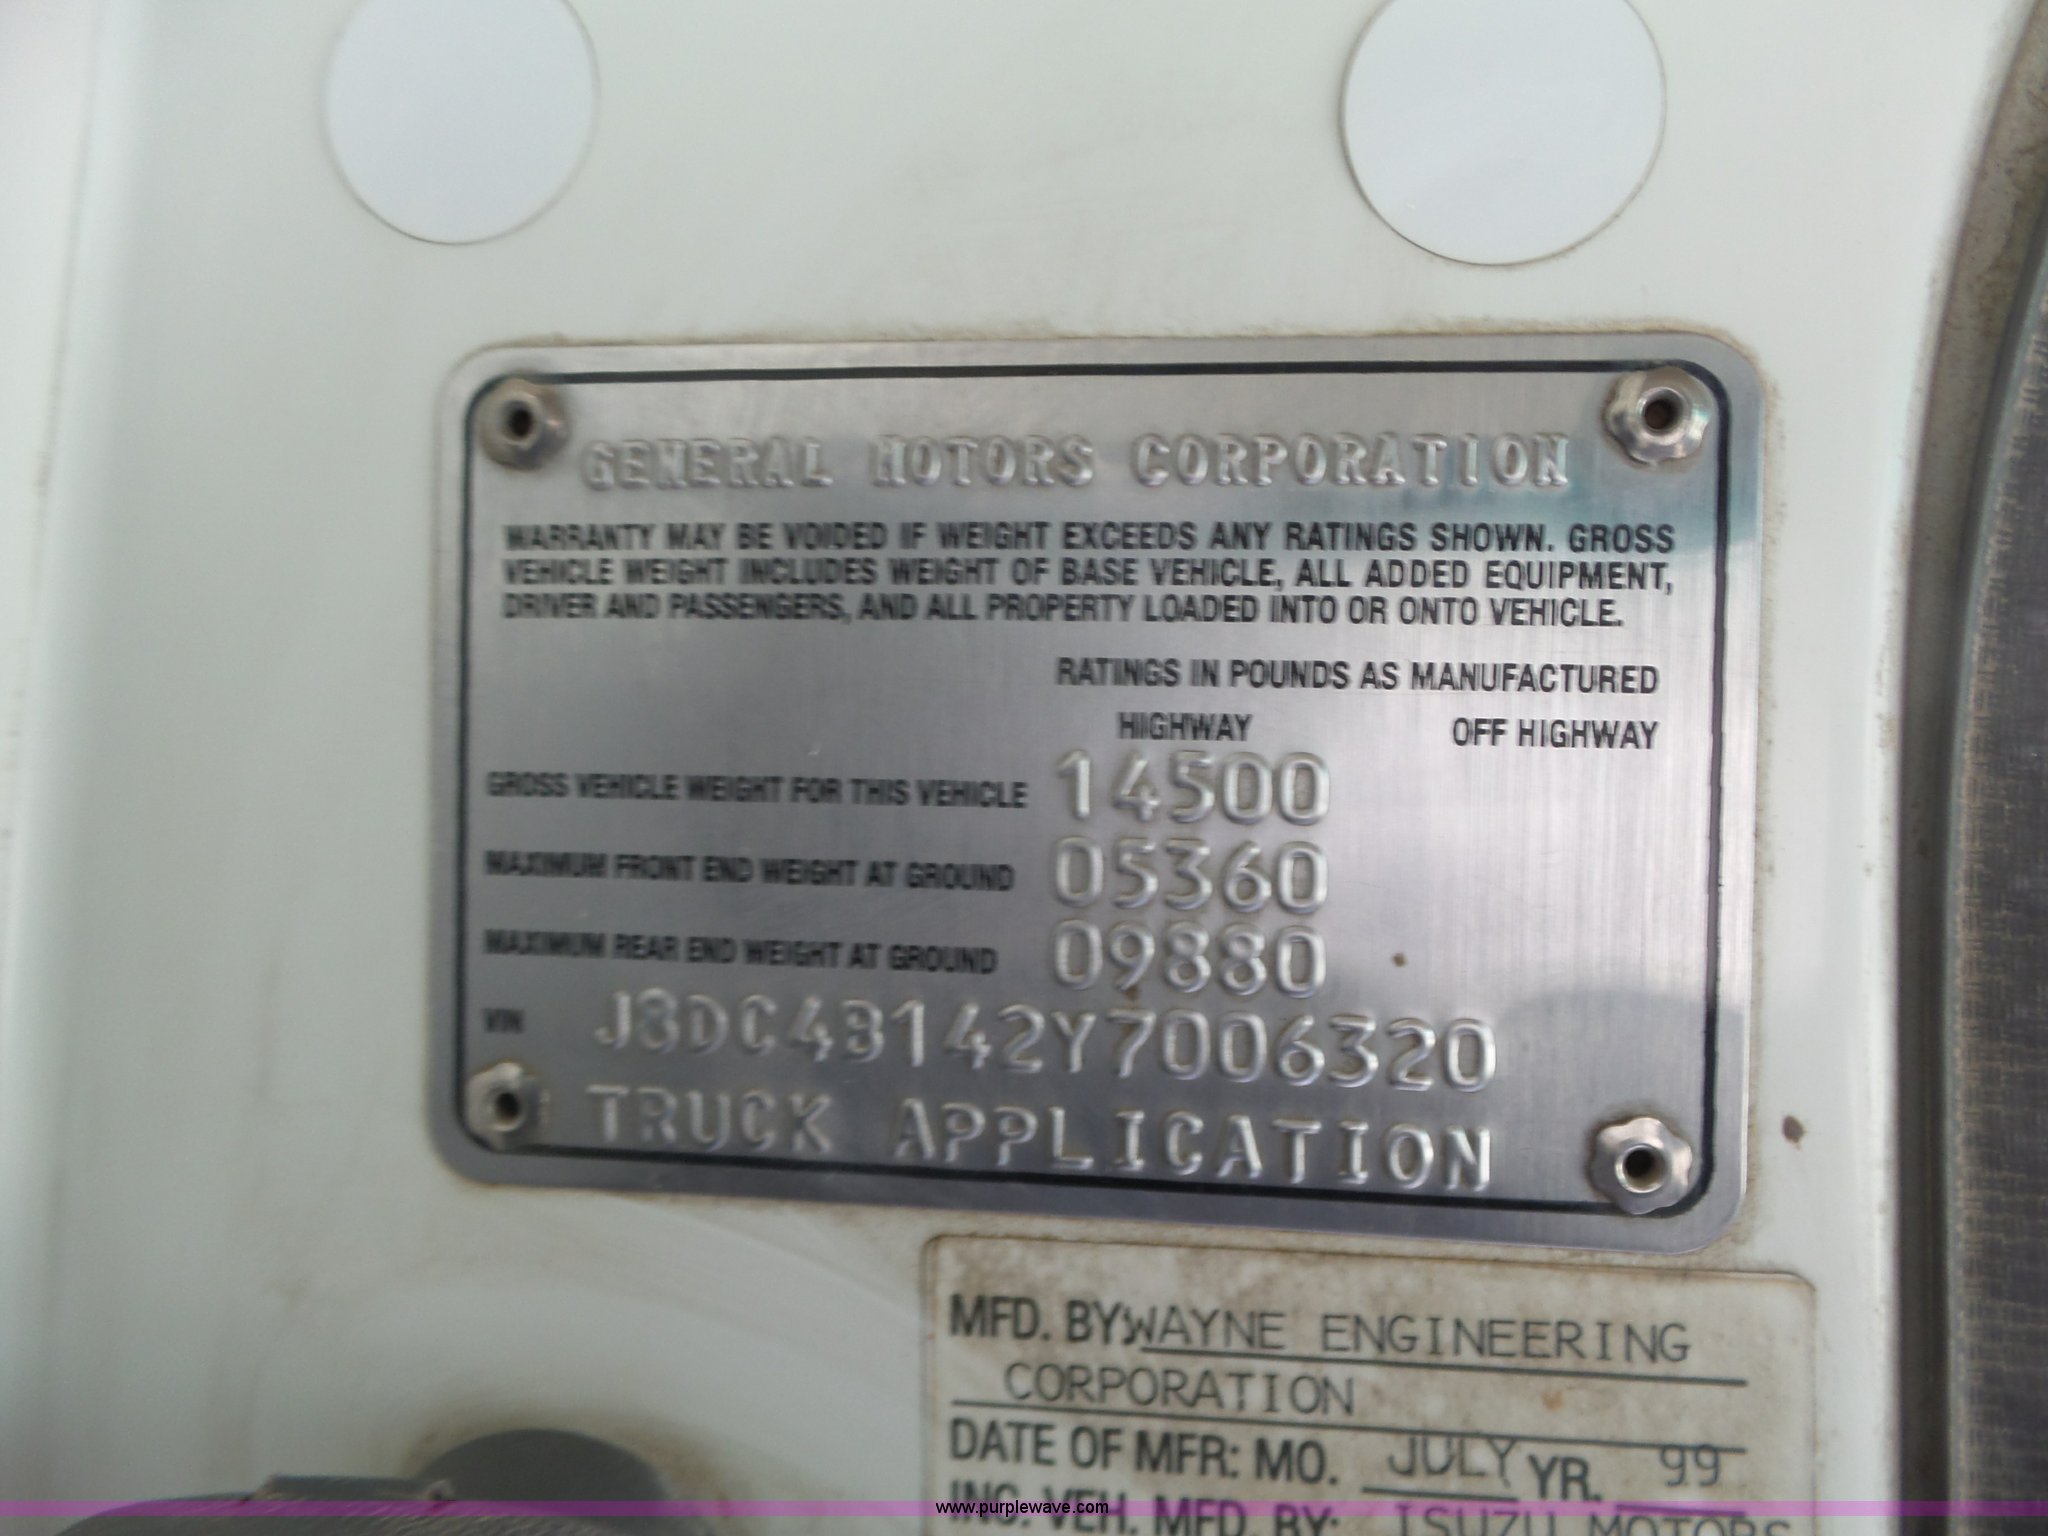 GENERAL MOTORS CORPORATION
WARRANTY MAY BE VOIDED IF WEIGHT EXCEEDS ANY RATINGS SHOWN. GROSS
VEHICLE WEIGHT INCLUDES WEIGHT OF BASE VEHICLE, ALL ADDED EQUIPMENT,
DRIVER AND PASSENGERS, AND ALL PROPERTY LOADED INTO OR ONTO VEHICLE.
RATINGS IN POUNDS AS MANUFACTURED
HIGHWAY OFF HIGHWAY
GROSS VEHICLE WEIGHT FOR THIS VEHICLE 14500
MAXIMUM FRONT END WEIGHT AT GROUND 05360
MAXIMUM REAR END WEIGHT AT GROUND 09880
VIN J8DC4B142Y7006320
TRUCK APPLICATION
MFD. BY WAYNE ENGINEERING
CORPORATION
DATE OF MFR: MO. JULY YR. 99
INC. VEH. MFD. BY: ISUZU MOTORS
www.purplewave.com